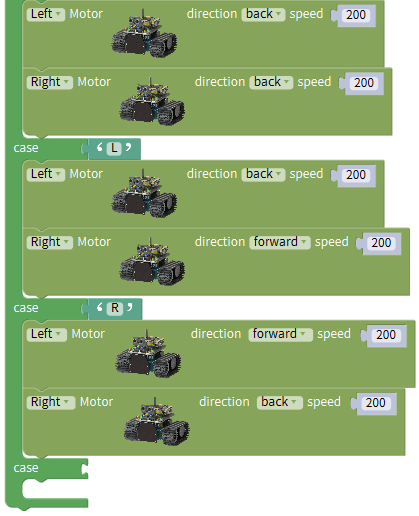 Left Motor direction back speed 200
Right Motor direction back speed 200
case ‘ L ’
Left Motor direction back speed 200
Right Motor direction forward speed 200
case ‘ R ’
Left Motor direction forward speed 200
Right Motor direction back speed 200
case